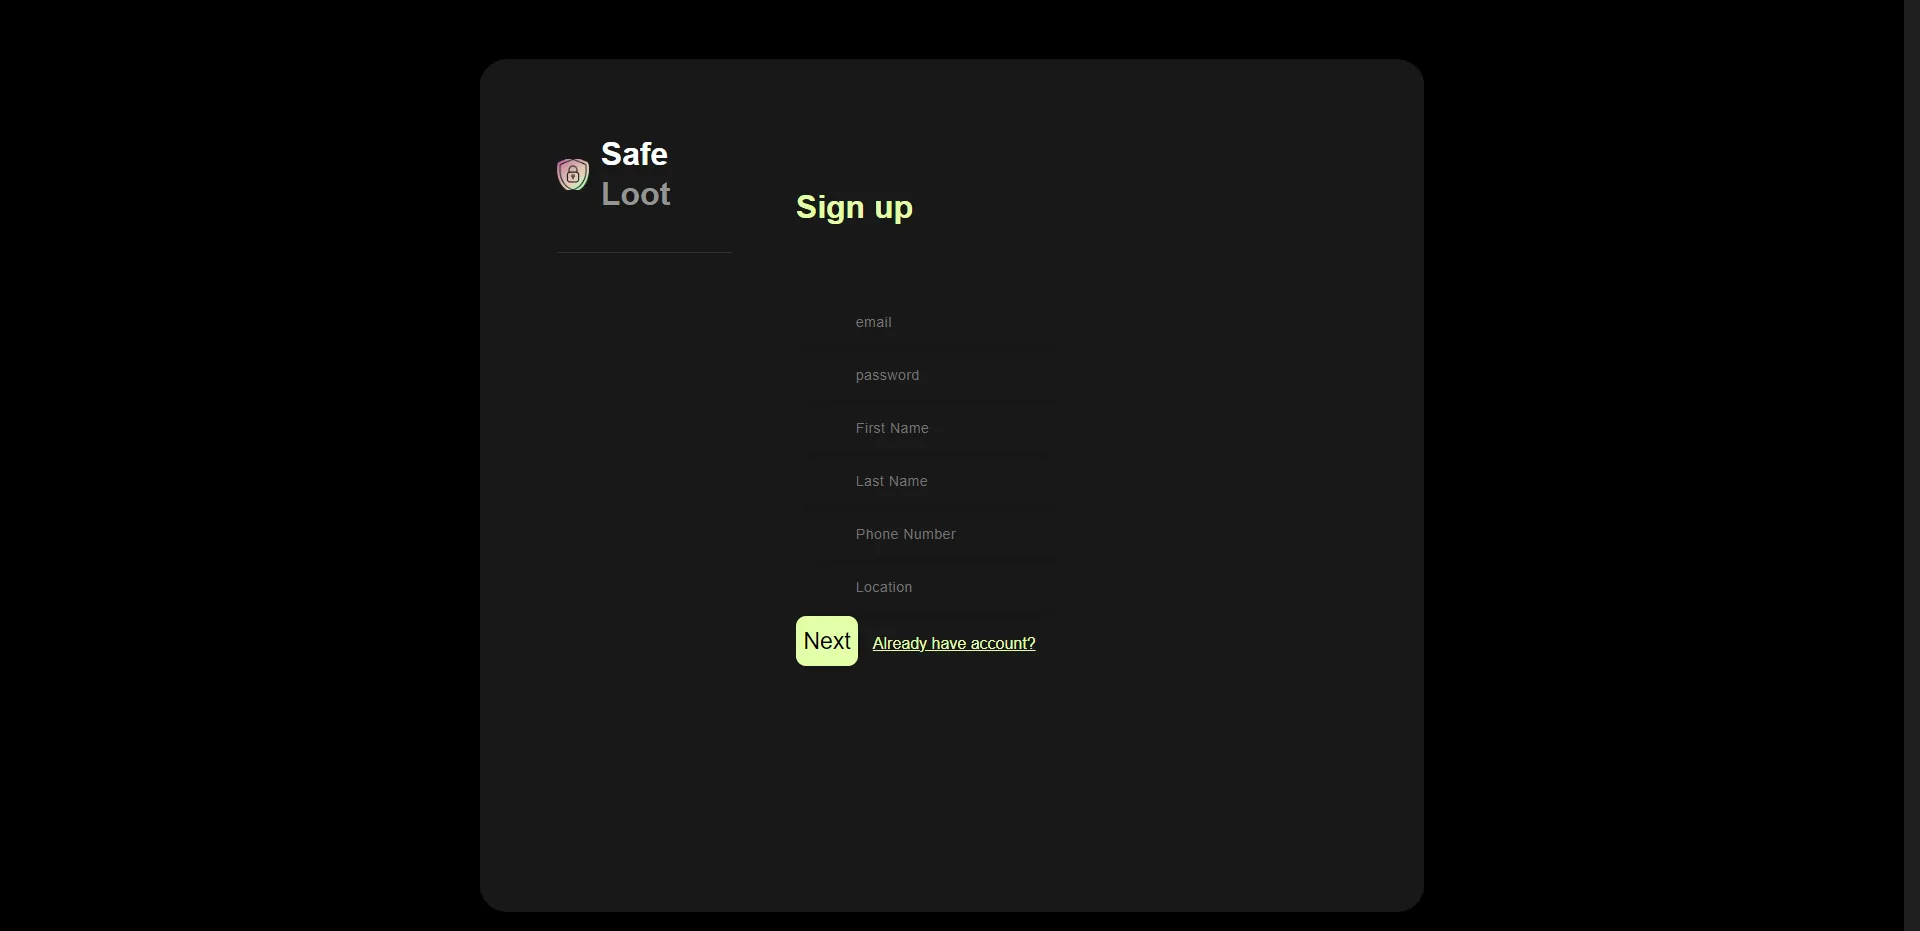 Safe
Loot
Sign up
email
password
First Name
Last Name
Phone Number
Location
Next
Already have account?